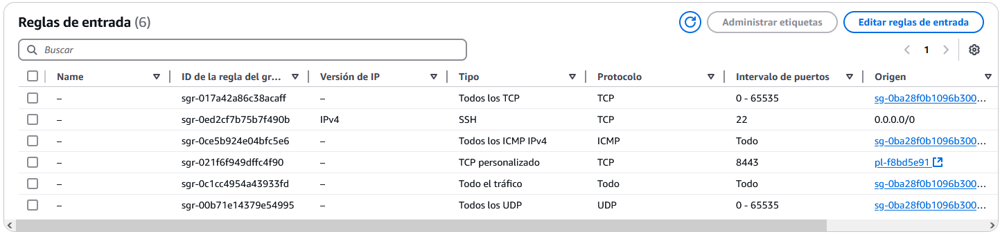 Reglas de entrada (6)
Administrar etiquetas
Editar reglas de entrada
Buscar
1
Name ID de la regla del gr... Versión de IP Tipo Protocolo Intervalo de puertos Origen
– sgr-017a42a86c38acaff – Todos los TCP TCP 0 - 65535 sg-0ba28f0b1096b300...
– sgr-0ed2cf7b75b7f490b IPv4 SSH TCP 22 0.0.0.0/0
– sgr-0ce5b924e04bfc5e6 – Todos los ICMP IPv4 ICMP Todo sg-0ba28f0b1096b300...
– sgr-021f6f949dffc4f90 – TCP personalizado TCP 8443 pl-f8bd5e91
– sgr-0c1cc4954a43933fd – Todo el tráfico Todo Todo sg-0ba28f0b1096b300...
– sgr-00b71e14379e54995 – Todos los UDP UDP 0 - 65535 sg-0ba28f0b1096b300...